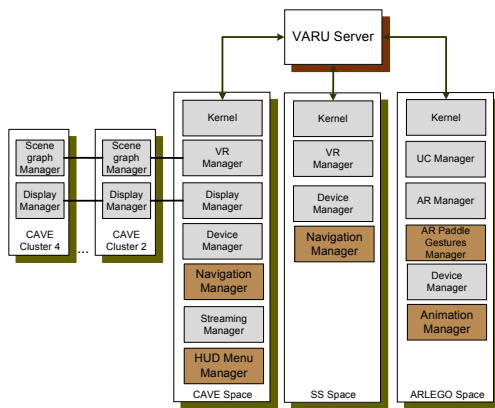 VARU Server
Kernel
VR
Manager
Display
Manager
Device
Manager
Navigation
Manager
Streaming
Manager
HUD Menu
Manager
CAVE Space
Scene
graph
Manager
Display
Manager
CAVE
Cluster 4
...
Scene
graph
Manager
Display
Manager
CAVE
Cluster 2
Kernel
VR
Manager
Device
Manager
Navigation
Manager
SS Space
Kernel
UC Manager
AR Manager
AR Paddle
Gestures
Manager
Device
Manager
Animation
Manager
ARLEGO Space